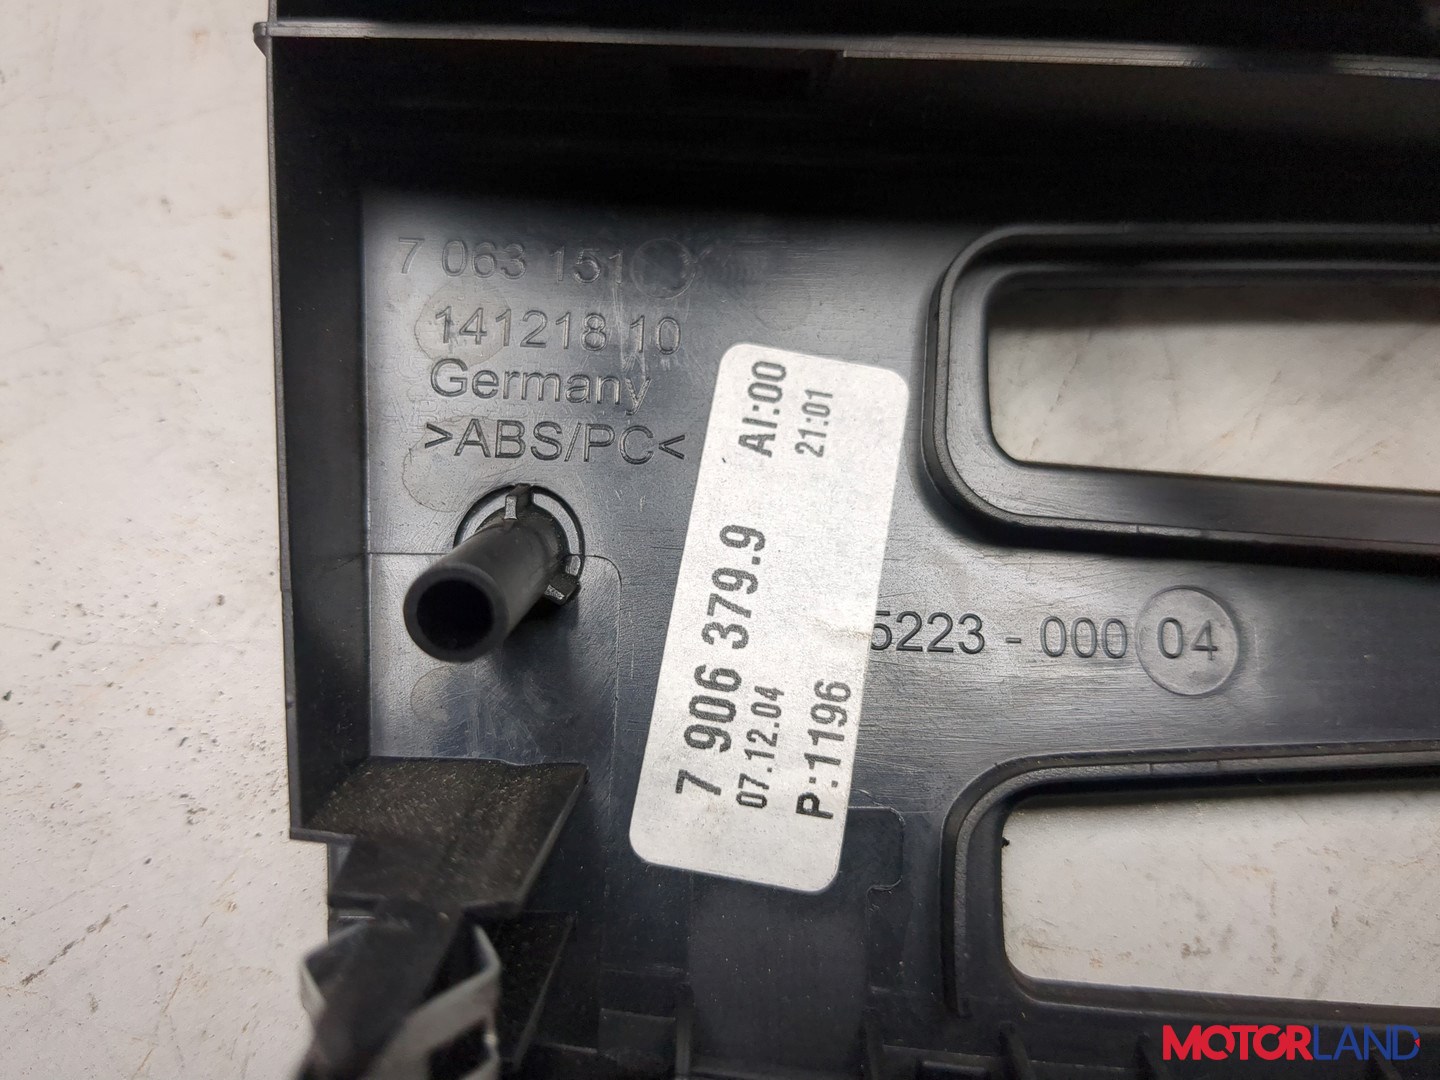 7 063 151
141218 10
Germany
>ABS/PC<
7 906 379.9 AI:00
07.12.04 21:01
P:1196
5223-000 04
MOTORLAND